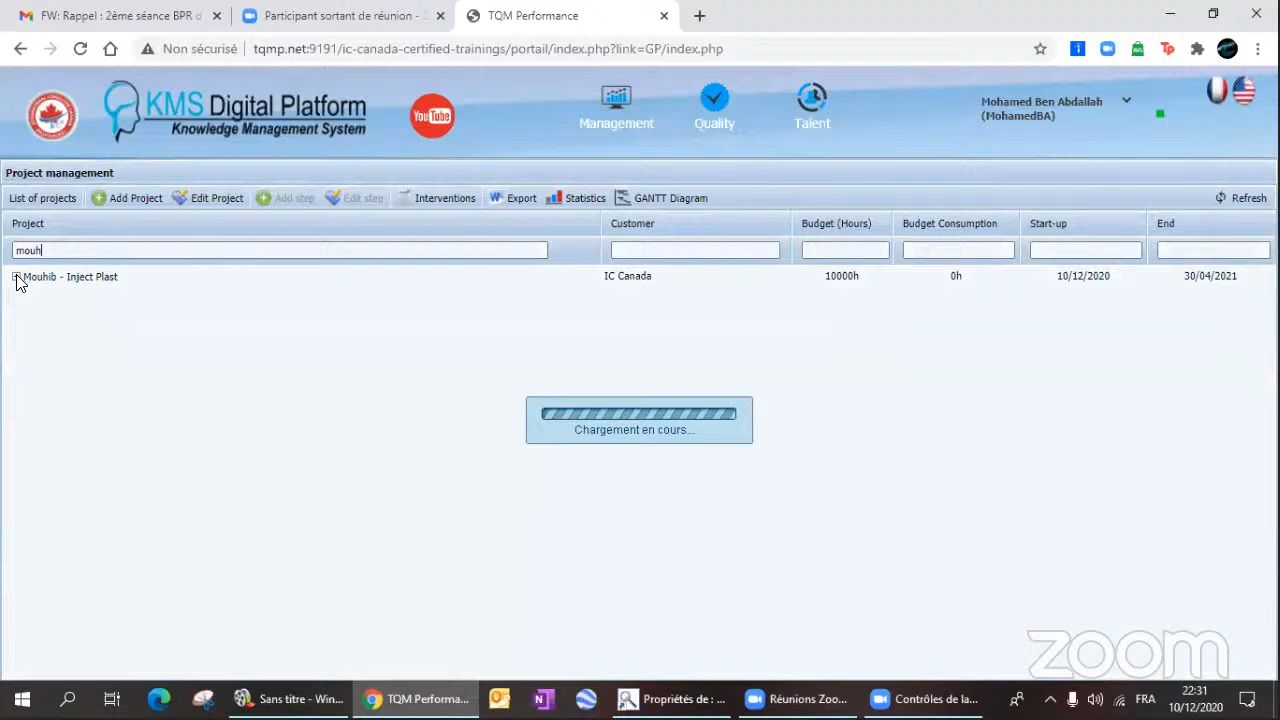 FW: Rappel : 2ème séance BPR d
Participant sortant de réunion -
TQM Performance
Non sécurisé
tqmp.net:9191/ic-canada-certified-trainings/portail/index.php?link=GP/index.php
KMS Digital Platform
Knowledge Management System
YouTube
Management
Quality
Talent
Mohamed Ben Abdallah
(MohamedBA)
Project management
List of projects
Add Project
Edit Project
Add step
Edit step
Interventions
Export
Statistics
GANTT Diagram
Refresh
Project
Customer
Budget (Hours)
Budget Consumption
Start-up
End
mouh
Mouhib - Inject Plast
IC Canada
10000h
0h
10/12/2020
30/04/2021
Chargement en cours...
zoom
Sans titre - Win...
TQM Performa...
Propriétés de : ...
Réunions Zoo...
Contrôles de la...
FRA
22:31
10/12/2020